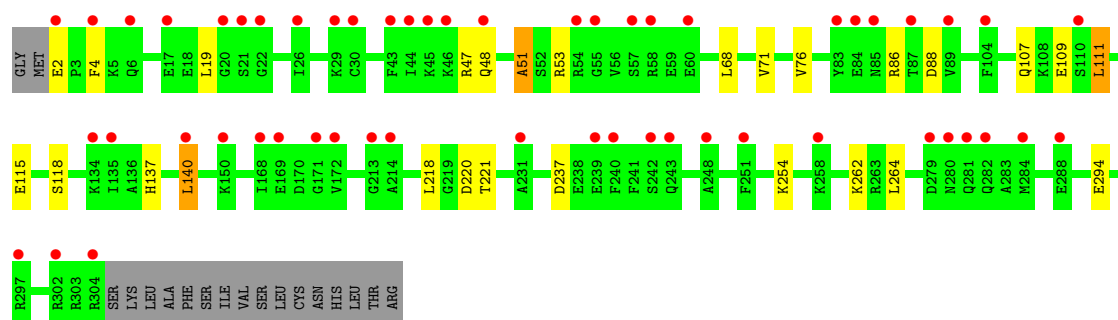 GLY MET E2 P3 F4 K5 Q6 E17 E18 L19 G20 S21 G22 I26 K29 C30 F43 I44 K45 K46 R47 Q48 A51 S52 R53 R54 G55 V56 S57 R58 E59 E60 L68 V71 V76 Y83 E84 N85 R86 T87 D88 V89 F104 Q107 K108 E109 S110 L111
E115 S118 K134 I135 A136 H137 L140 K150 I168 E169 D170 G171 V172 G213 A214 L218 G219 D220 T221 A231 D237 E238 E239 F240 F241 S242 Q243 A248 F251 K254 K258 K262 R263 L264 D279 N280 Q281 Q282 A283 M284 E288 E294
R297 R302 R303 R304 SER LYS LEU ALA PHE SER ILE VAL SER LEU CYS ASN HIS LEU THR ARG